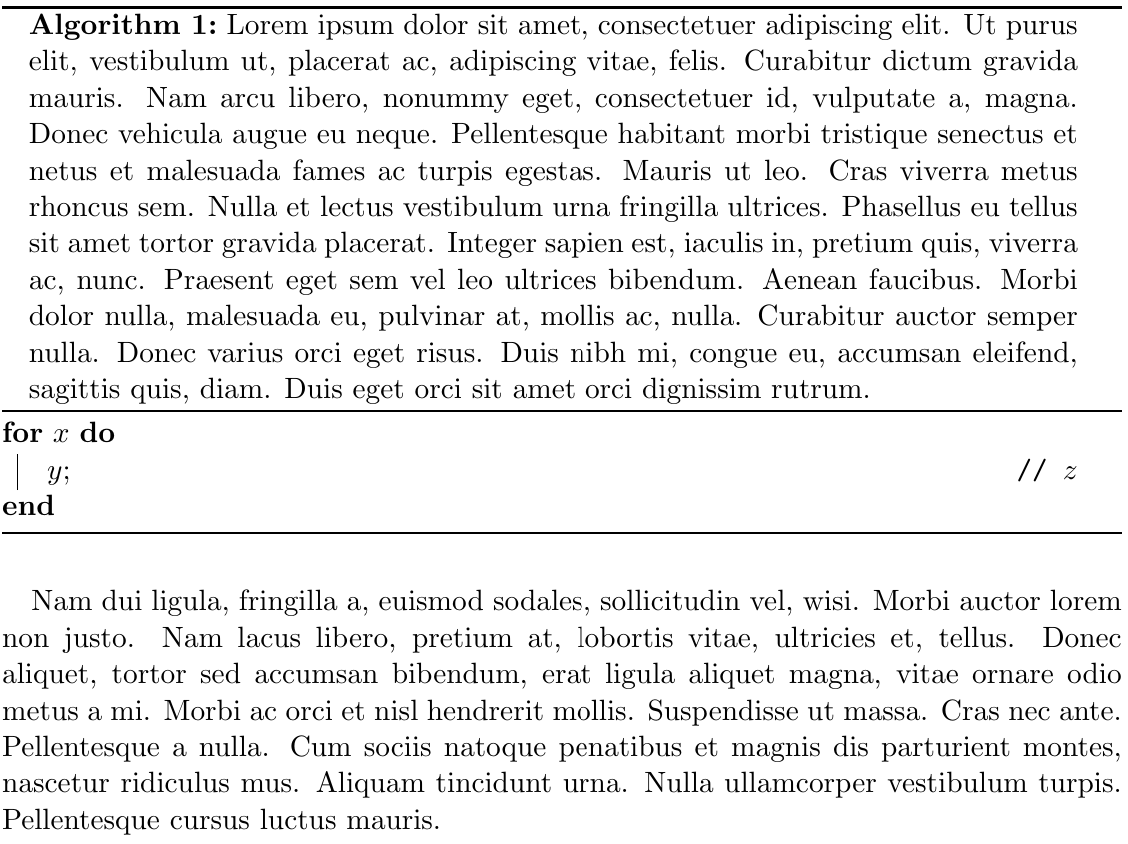 Algorithm 1: Lorem ipsum dolor sit amet, consectetuer adipiscing elit. Ut purus
elit, vestibulum ut, placerat ac, adipiscing vitae, felis. Curabitur dictum gravida
mauris. Nam arcu libero, nonummy eget, consectetuer id, vulputate a, magna.
Donec vehicula augue eu neque. Pellentesque habitant morbi tristique senectus et
netus et malesuada fames ac turpis egestas. Mauris ut leo. Cras viverra metus
rhoncus sem. Nulla et lectus vestibulum urna fringilla ultrices. Phasellus eu tellus
sit amet tortor gravida placerat. Integer sapien est, iaculis in, pretium quis, viverra
ac, nunc. Praesent eget sem vel leo ultrices bibendum. Aenean faucibus. Morbi
dolor nulla, malesuada eu, pulvinar at, mollis ac, nulla. Curabitur auctor semper
nulla. Donec varius orci eget risus. Duis nibh mi, congue eu, accumsan eleifend,
sagittis quis, diam. Duis eget orci sit amet orci dignissim rutrum.
for x do
y; // z
end
Nam dui ligula, fringilla a, euismod sodales, sollicitudin vel, wisi. Morbi auctor lorem
non justo. Nam lacus libero, pretium at, lobortis vitae, ultricies et, tellus. Donec
aliquet, tortor sed accumsan bibendum, erat ligula aliquet magna, vitae ornare odio
metus a mi. Morbi ac orci et nisl hendrerit mollis. Suspendisse ut massa. Cras nec ante.
Pellentesque a nulla. Cum sociis natoque penatibus et magnis dis parturient montes,
nascetur ridiculus mus. Aliquam tincidunt urna. Nulla ullamcorper vestibulum turpis.
Pellentesque cursus luctus mauris.